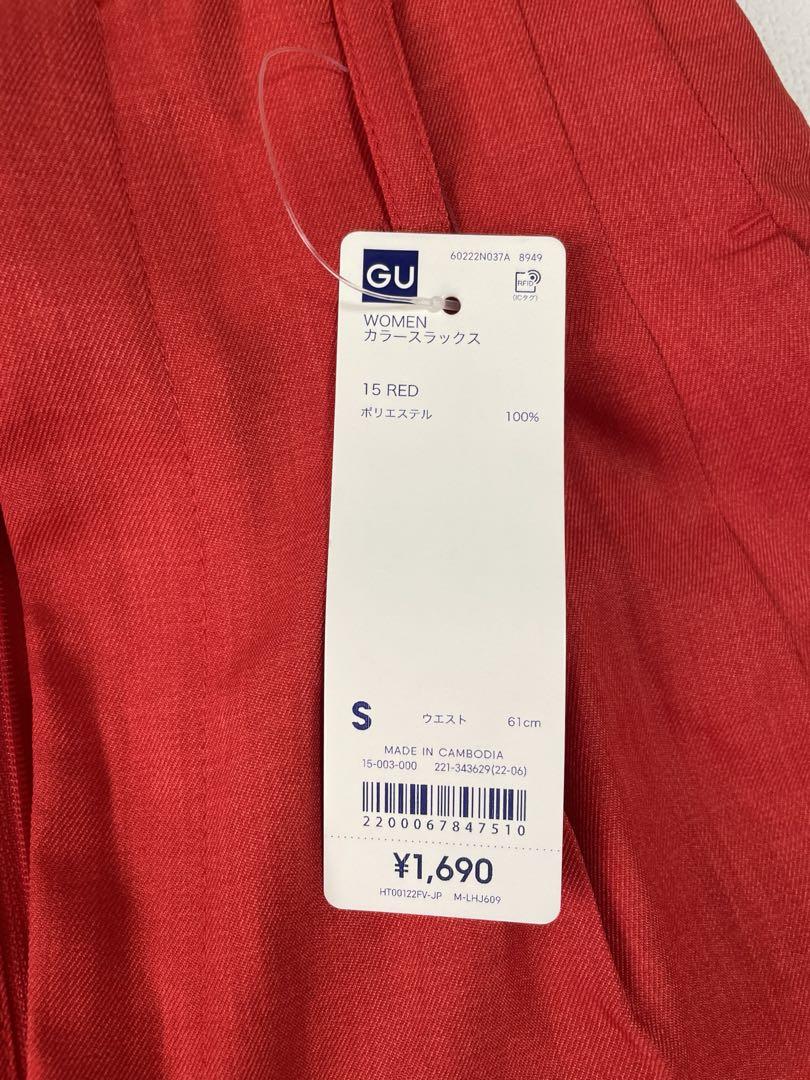 GU
60222N037A 8949
RFID
(ICタグ)
WOMEN
カラースラックス
15 RED
ポリエステル 100%
S ウエスト 61cm
MADE IN CAMBODIA
15-003-000 221-343629(22-06)
2200067847510
¥1,690
HT00122FV-JP M-LHJ609